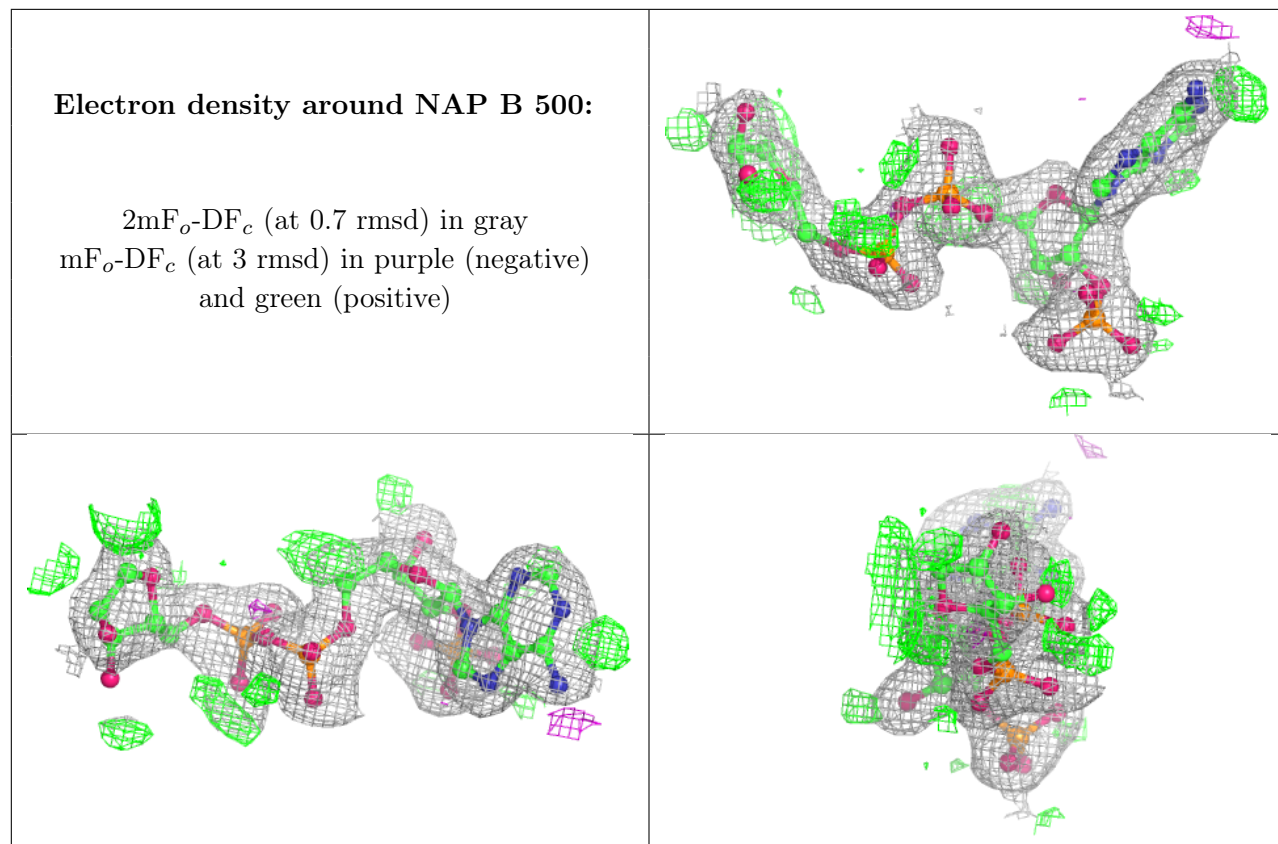 Electron density around NAP B 500:
2mFo-DFc (at 0.7 rmsd) in gray
mFo-DFc (at 3 rmsd) in purple (negative)
and green (positive)